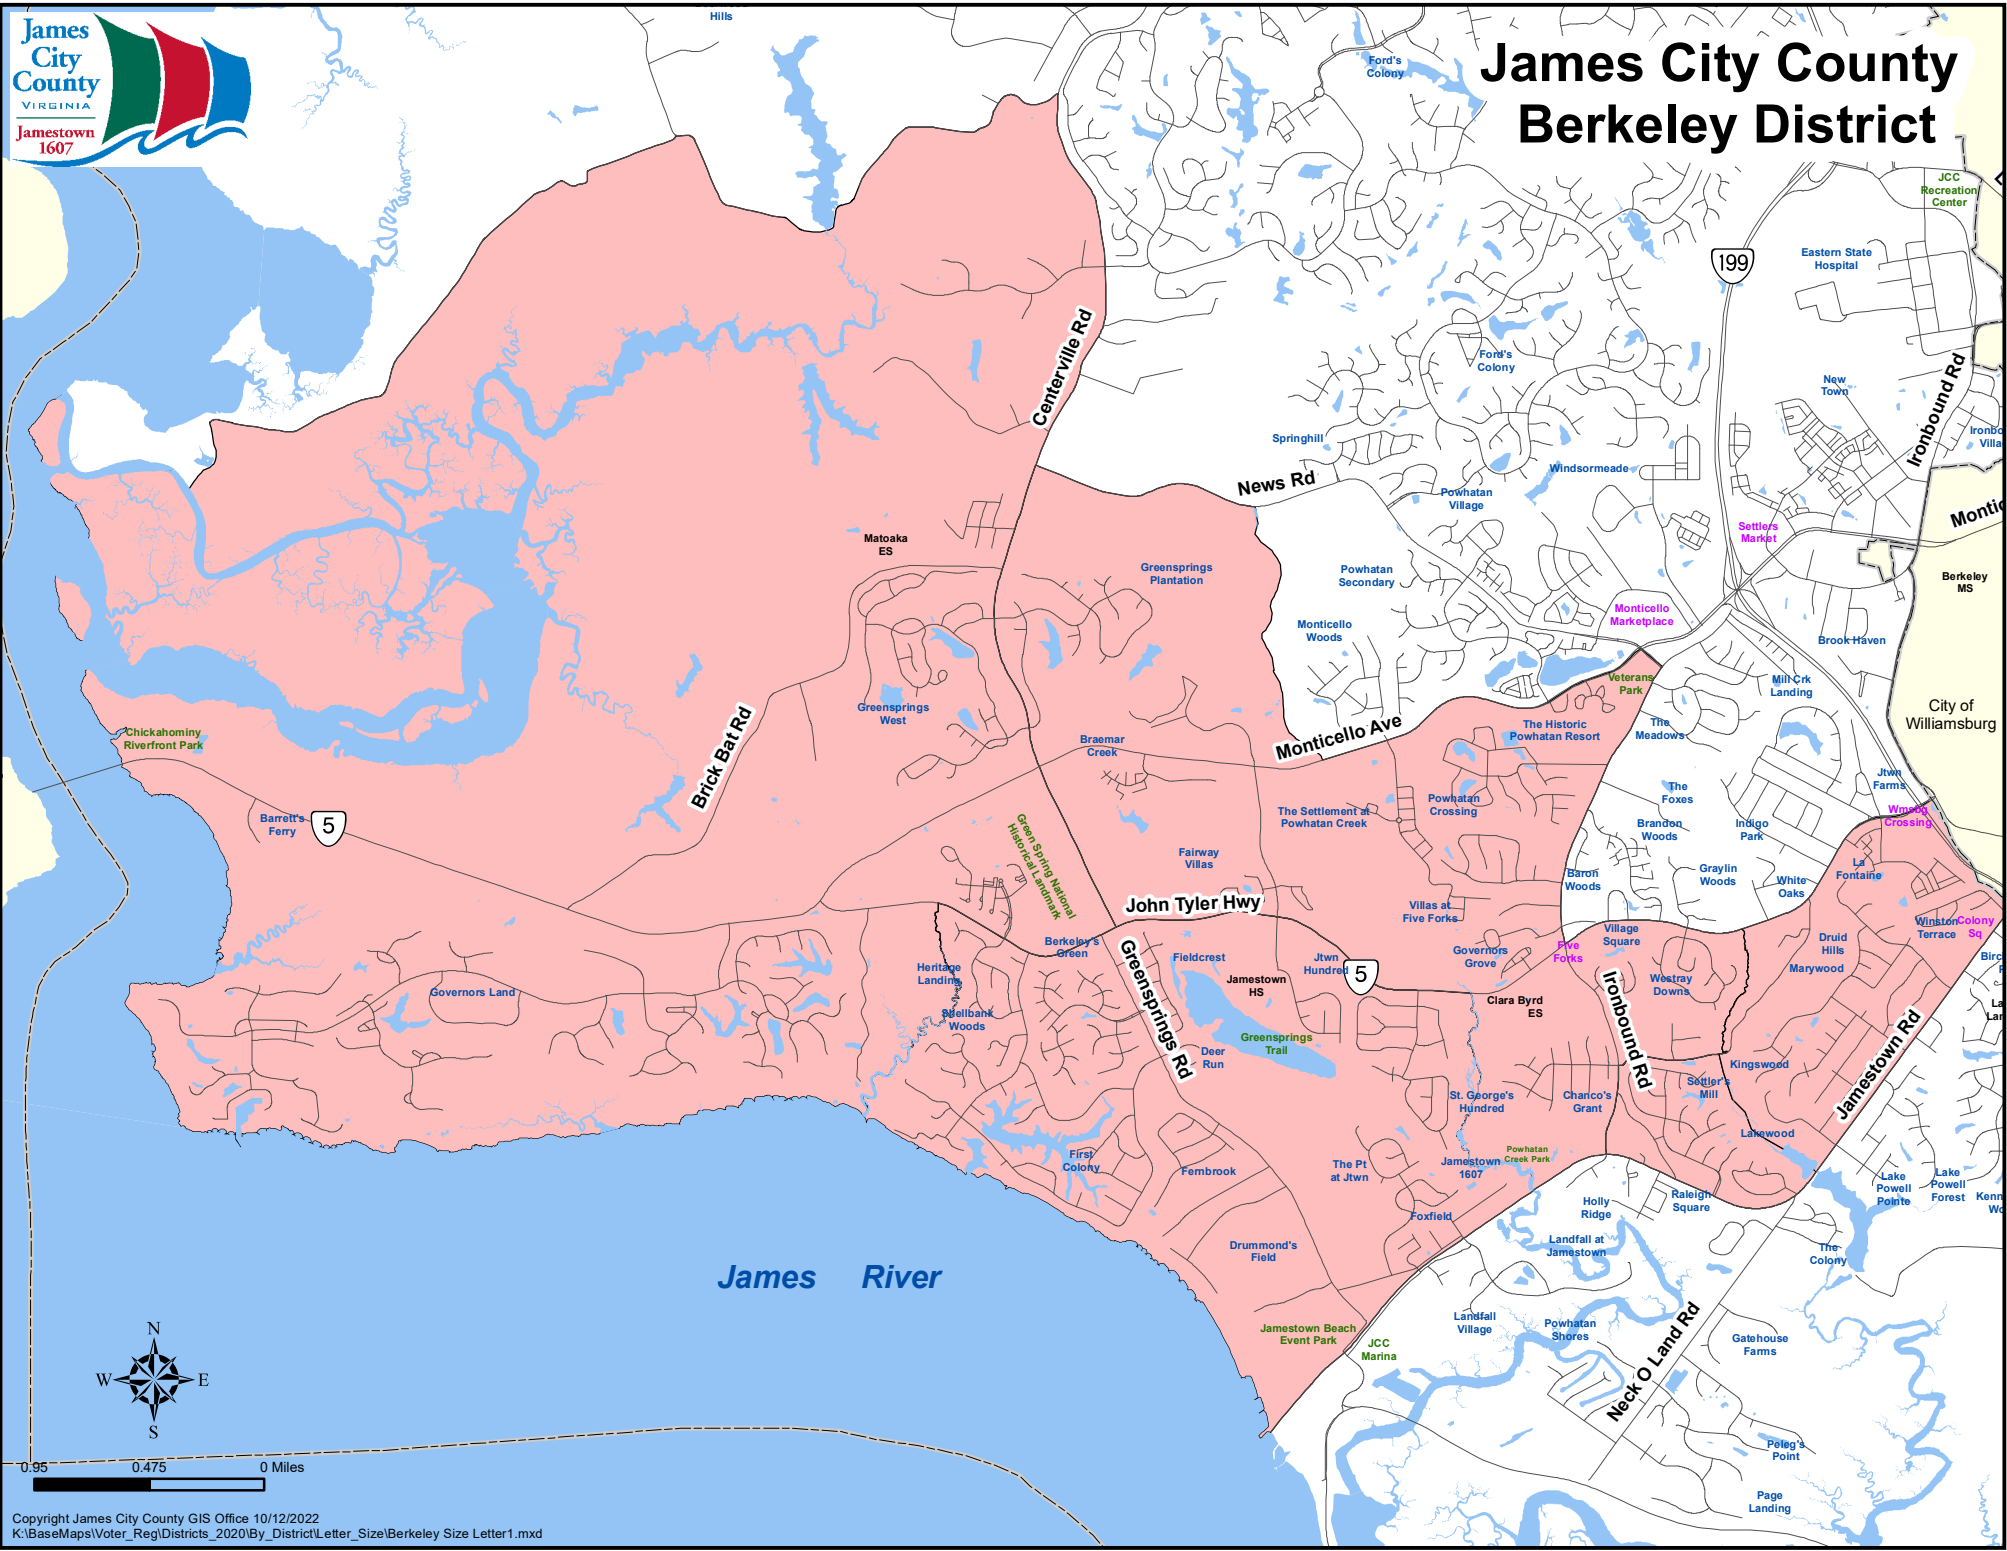 James
City
County
VIRGINIA
Jamestown
1607
Hills
James City County
Berkeley District
Ford's
Colony
JCC
Recreation
Center
199
Eastern State
Hospital
Centerville Rd
Ford's
Colony
New
Town
Ironbound Rd
Springhill
Windsormeade
News Rd
Powhatan
Village
Settlers
Market
Matoaka
ES
Greensprings
Plantation
Powhatan
Secondary
Berkeley
MS
Monticello
Marketplace
Monticello
Woods
Brook Haven
Veterans
Park
Mill Crk
Landing
Greensprings
West
City of
Williamsburg
Chickahominy
Riverfront Park
Brick Bat Rd
Braemar
Creek
Monticello Ave
The Historic
Powhatan Resort
The
Meadows
Jtwn
Farms
The
Foxes
Powhatan
Crossing
The Settlement at
Powhatan Creek
Wmsbg
Crossing
Barrett's
Ferry
5
Green Spring National
Historical Landmark
Brandon
Woods
Indigo
Park
Fairway
Villas
La
Fontaine
Baron
Woods
Graylin
Woods
White
Oaks
John Tyler Hwy
Villas at
Five Forks
Winston
Terrace
Colony
Sq
Berkeley's
Green
Greensprings Rd
Fieldcrest
Jtwn
Hundred
5
Governors
Grove
Five
Forks
Village
Square
Druid
Hills
Marywood
Heritage
Landing
Jamestown
HS
Westray
Downs
Governors Land
Clara Byrd
ES
Ironbound Rd
Shellbank
Woods
Greensprings
Trail
Deer
Run
Kingswood
Jamestown Rd
St. George's
Hundred
Chanco's
Grant
Settler's
Mill
Lakewood
First
Colony
Fernbrook
The Pt
at Jtwn
Jamestown
1607
Powhatan
Creek Park
Lake
Powell
Pointe
Lake
Powell
Forest
Holly
Ridge
Raleigh
Square
Foxfield
Drummond's
Field
Landfall at
Jamestown
The
Colony
James River
Jamestown Beach
Event Park
JCC
Marina
Landfall
Village
Powhatan
Shores
Neck O Land Rd
Gatehouse
Farms
N
W E
S
Peleg's
Point
Page
Landing
0.95 0.475 0 Miles
Copyright James City County GIS Office 10/12/2022
K:\BaseMaps\Voter_Reg\Districts_2020\By_District\Letter_Size\Berkeley Size Letter1.mxd